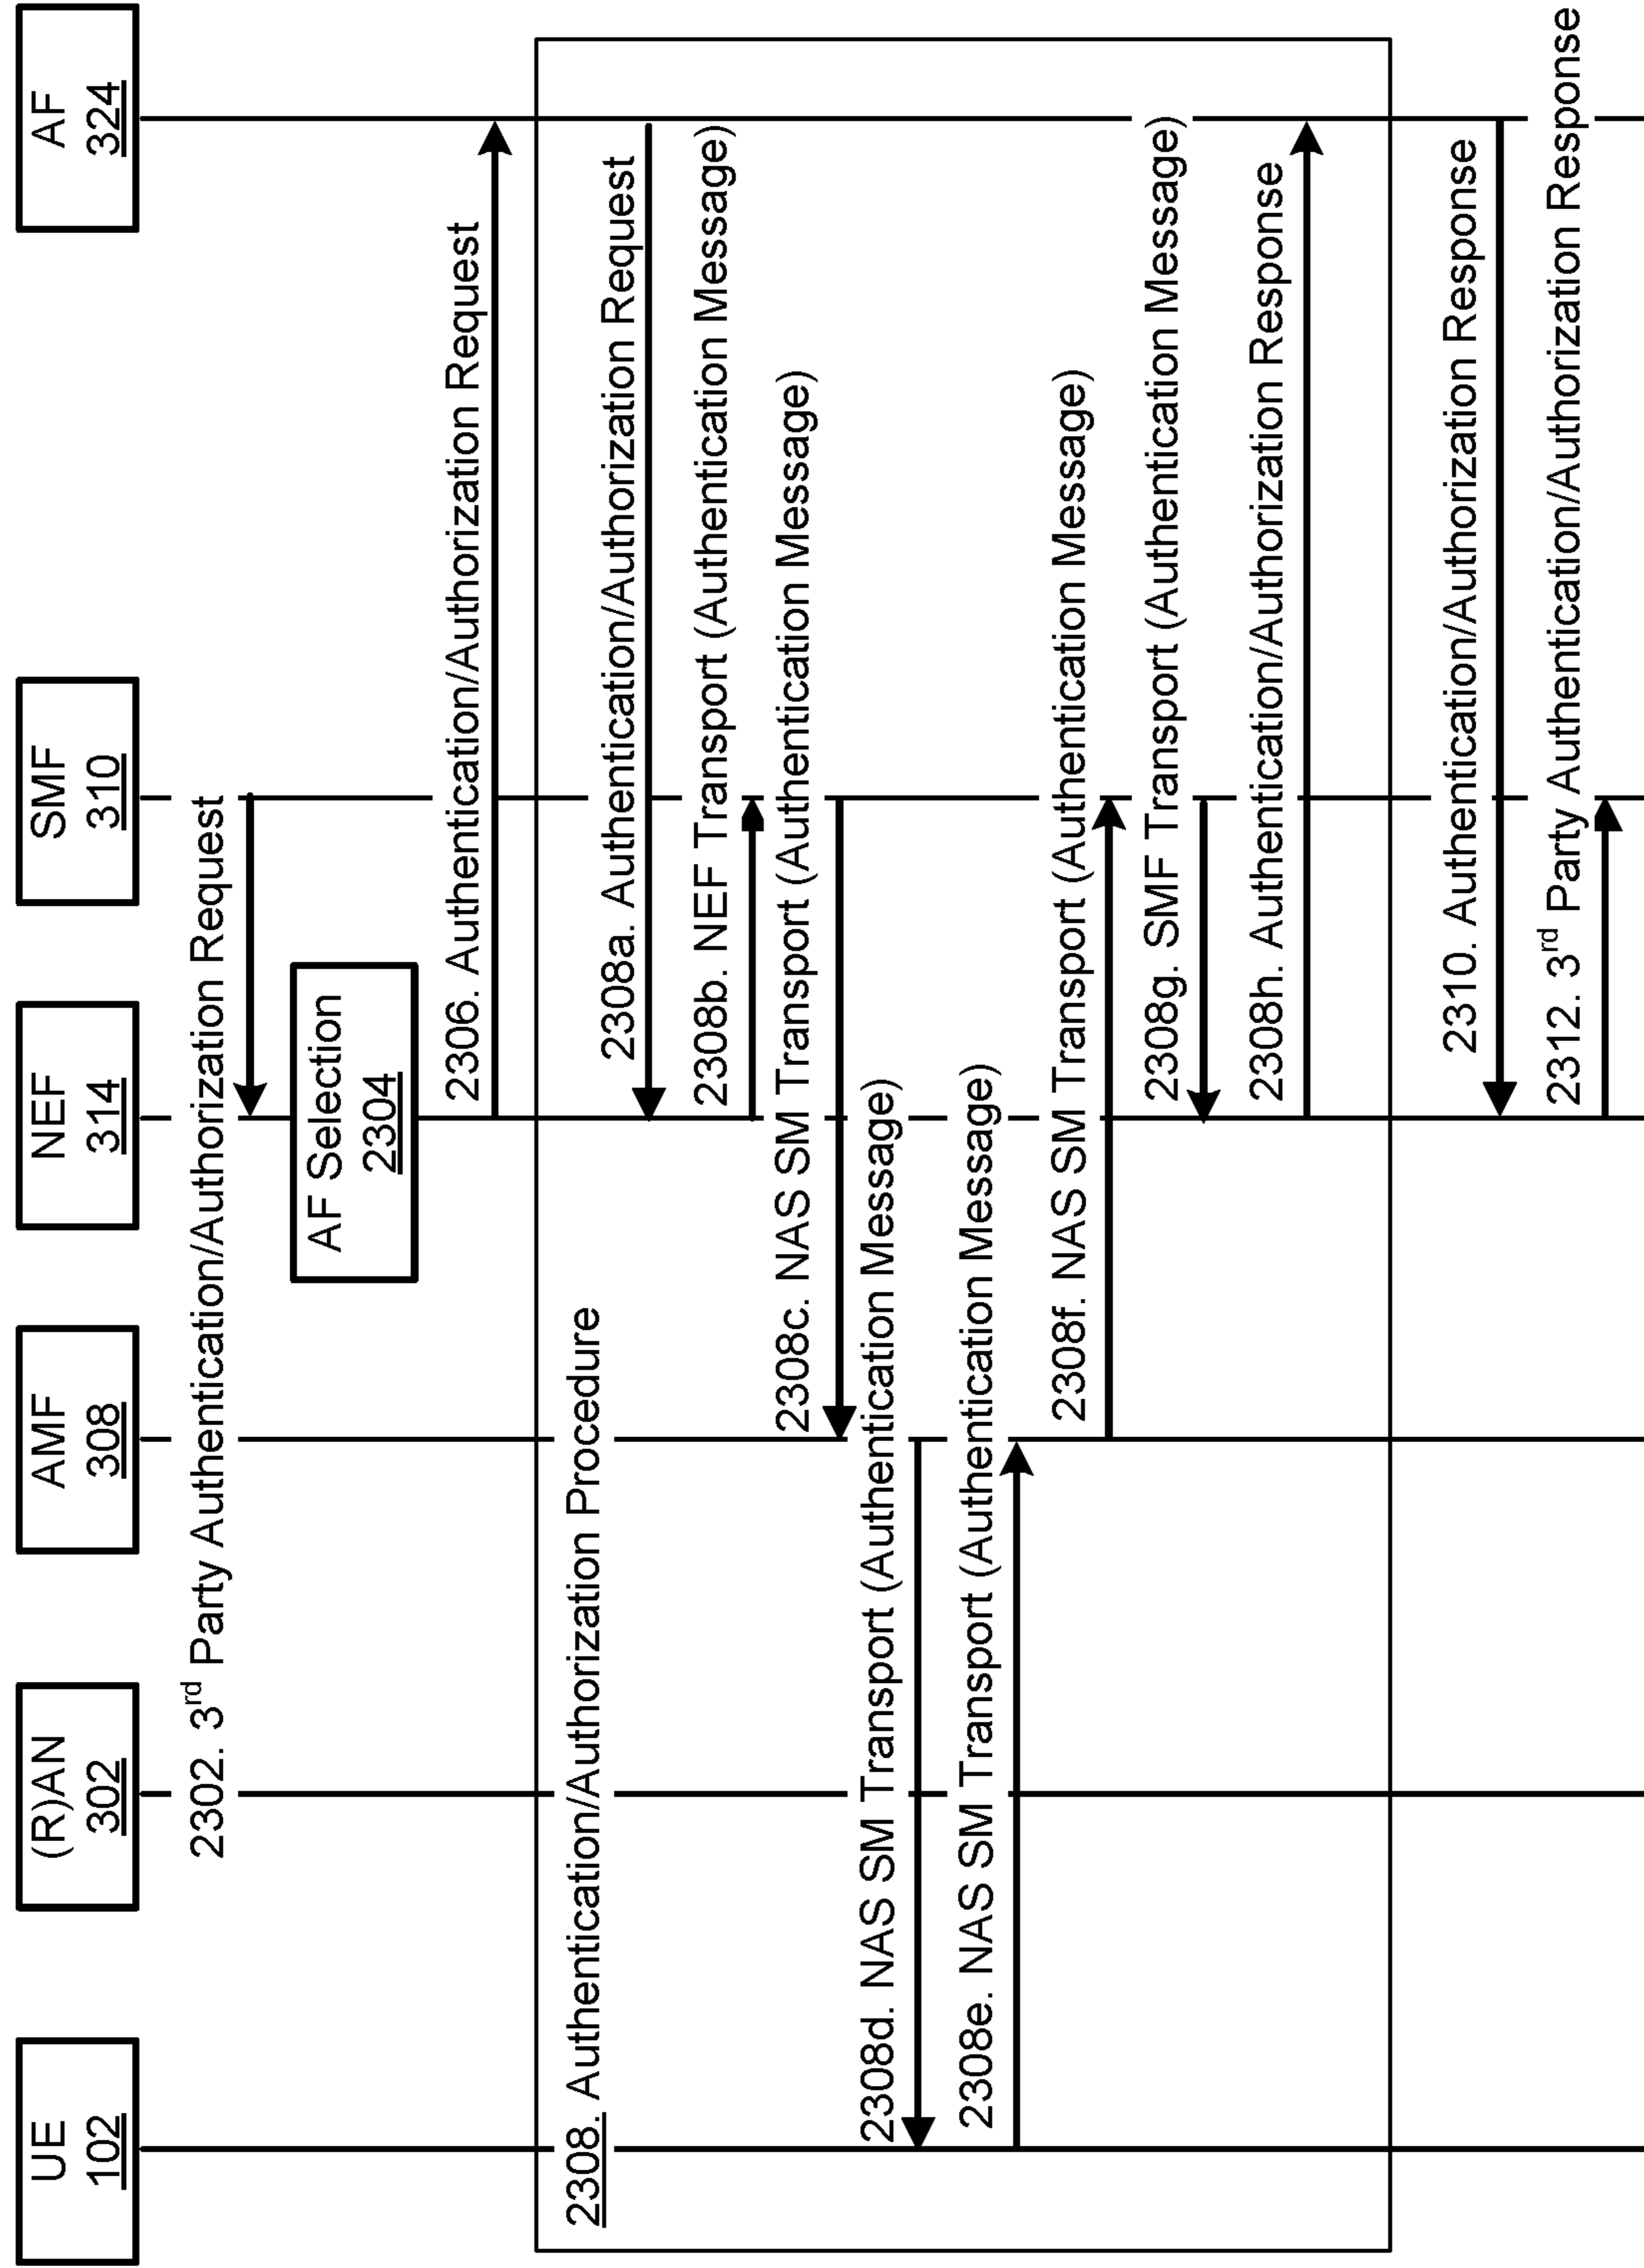 UE
102
(R)AN
302
AMF
308
NEF
314
SMF
310
AF
324
2302. 3rd Party Authentication/Authorization Request
AF Selection
2304
2306. Authentication/Authorization Request
2308. Authentication/Authorization Procedure
2308a. Authentication/Authorization Request
2308b. NEF Transport (Authentication Message)
2308c. NAS SM Transport (Authentication Message)
2308d. NAS SM Transport (Authentication Message)
2308e. NAS SM Transport (Authentication Message)
2308f. NAS SM Transport (Authentication Message)
2308g. SMF Transport (Authentication Message)
2308h. Authentication/Authorization Response
2310. Authentication/Authorization Response
2312. 3rd Party Authentication/Authorization Response